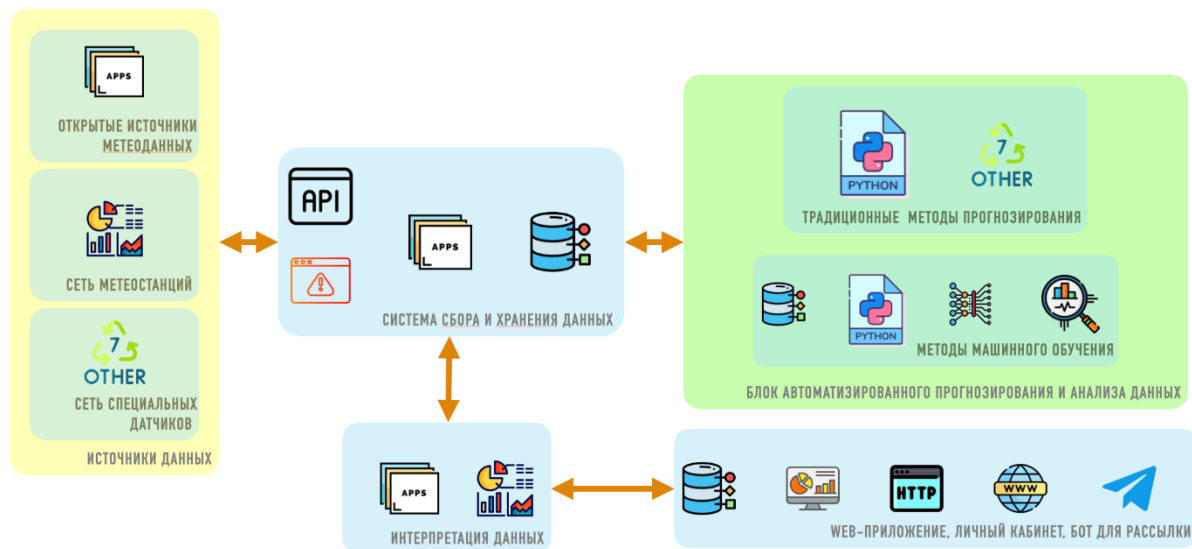 APPS
ОТКРЫТЫЕ ИСТОЧНИКИ
МЕТЕОДАННЫХ
СЕТЬ МЕТЕОСТАНЦИЙ
7
OTHER
СЕТЬ СПЕЦИАЛЬНЫХ
ДАТЧИКОВ
ИСТОЧНИКИ ДАННЫХ
API
APPS
СИСТЕМА СБОРА И ХРАНЕНИЯ ДАННЫХ
PYTHON
7
OTHER
ТРАДИЦИОННЫЕ МЕТОДЫ ПРОГНОЗИРОВАНИЯ
PYTHON
МЕТОДЫ МАШИННОГО ОБУЧЕНИЯ
БЛОК АВТОМАТИЗИРОВАННОГО ПРОГНОЗИРОВАНИЯ И АНАЛИЗА ДАННЫХ
APPS
ИНТЕРПРЕТАЦИЯ ДАННЫХ
HTTP
WWW
WEB-ПРИЛОЖЕНИЕ, ЛИЧНЫЙ КАБИНЕТ, БОТ ДЛЯ РАССЫЛКИ